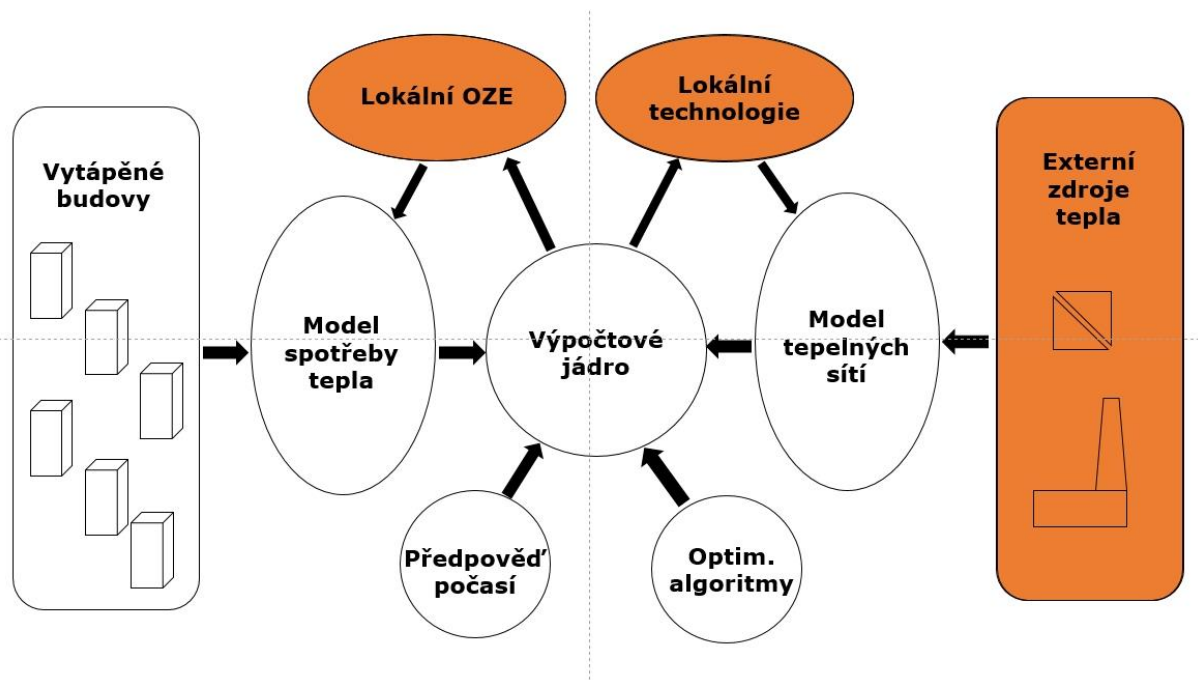 Lokální OZE
Lokální
technologie
Vytápěné
budovy
Externí
zdroje
tepla
Model
spotřeby
tepla
Výpočtové
jádro
Model
tepelných
sítí
Předpověď
počasí
Optim.
algoritmy